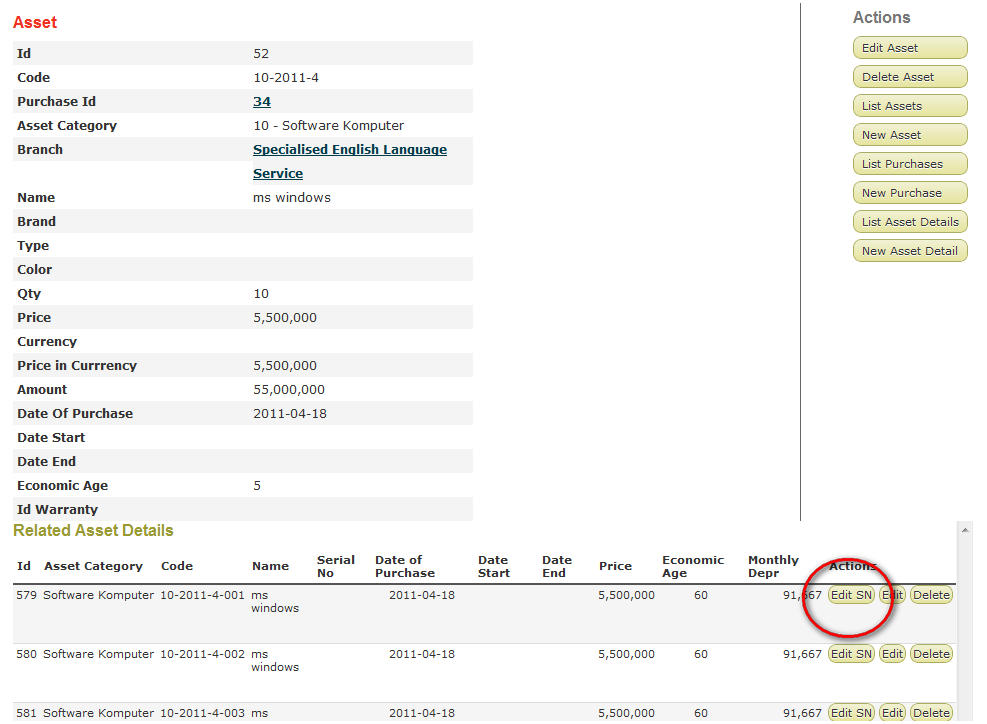 Asset
Id 52
Code 10-2011-4
Purchase Id 34
Asset Category 10 - Software Komputer
Branch Specialised English Language
Service
Name ms windows
Brand
Type
Color
Qty 10
Price 5,500,000
Currency
Price in Currrency 5,500,000
Amount 55,000,000
Date Of Purchase 2011-04-18
Date Start
Date End
Economic Age 5
Id Warranty
Actions
Edit Asset
Delete Asset
List Assets
New Asset
List Purchases
New Purchase
List Asset Details
New Asset Detail
Related Asset Details
Id Asset Category Code Name Serial No Date of Purchase Date Start Date End Price Economic Age Monthly Depr Actions
579 Software Komputer 10-2011-4-001 ms windows 2011-04-18 5,500,000 60 91,667 Edit SN Edit Delete
580 Software Komputer 10-2011-4-002 ms windows 2011-04-18 5,500,000 60 91,667 Edit SN Edit Delete
581 Software Komputer 10-2011-4-003 ms 2011-04-18 5,500,000 60 91,667 Edit SN Edit Delete